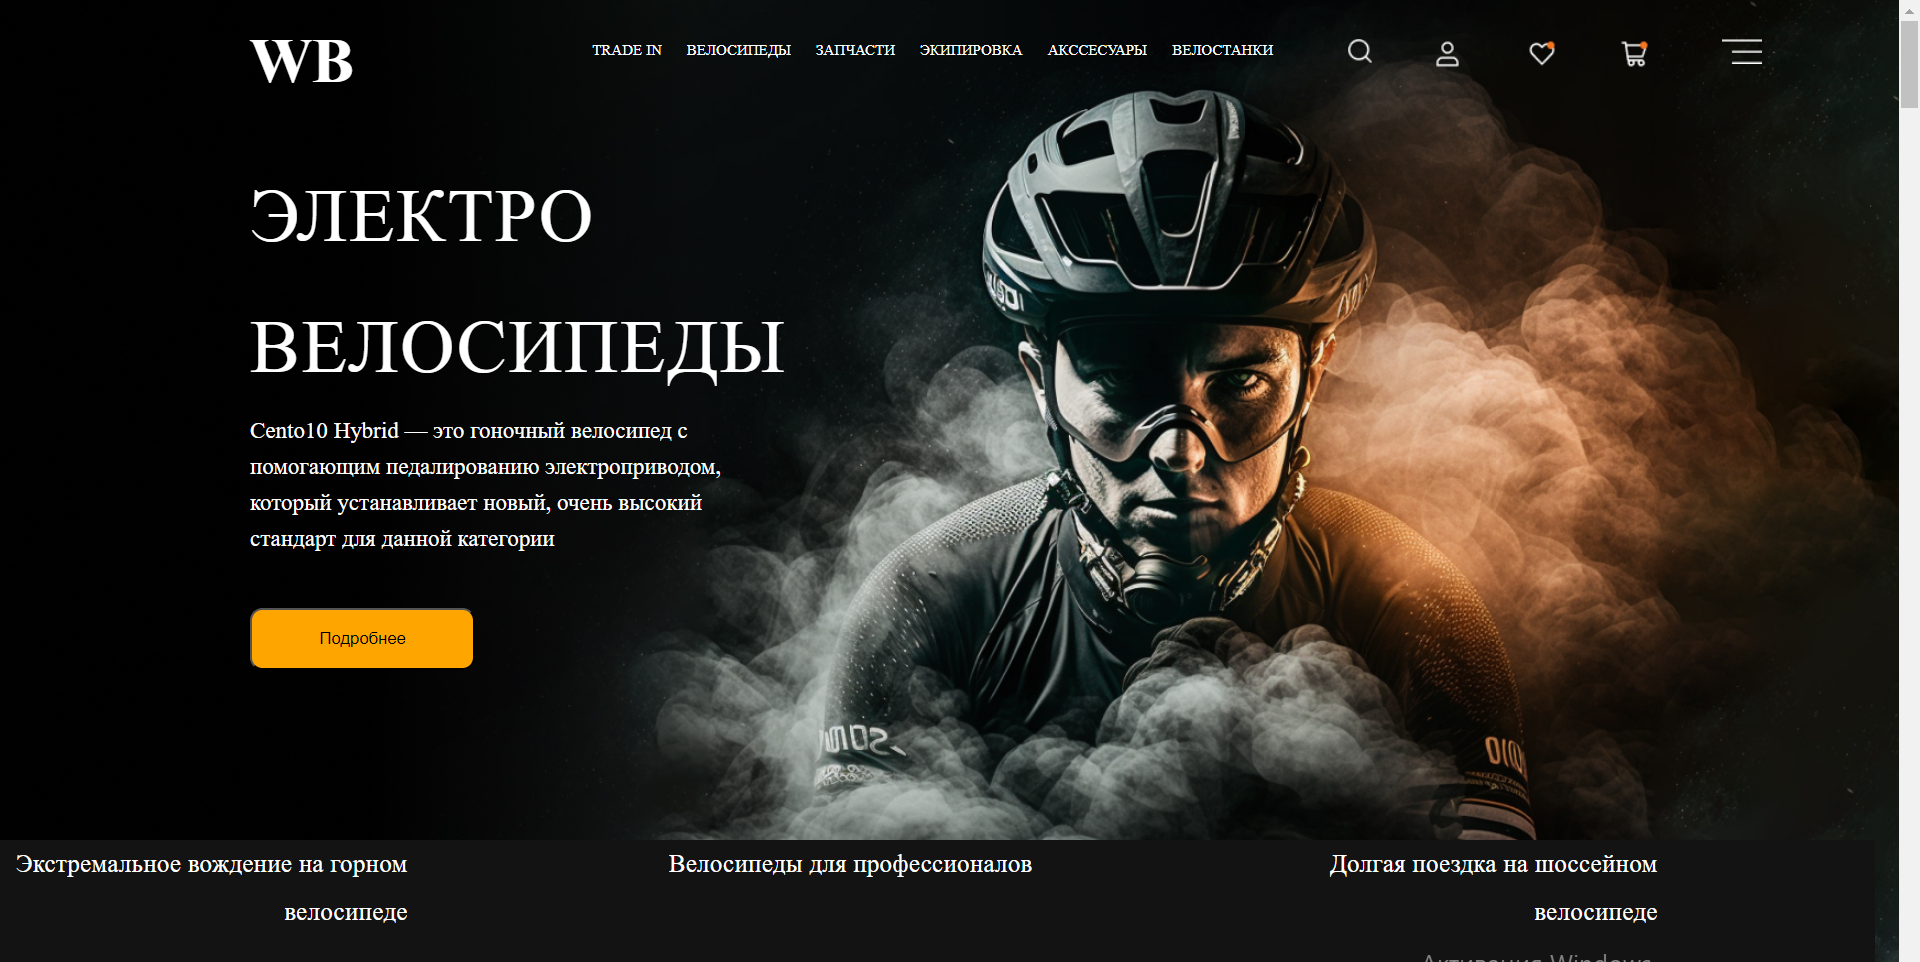 WB
TRADE IN ВЕЛОСИПЕДЫ ЗАПЧАСТИ ЭКИПИРОВКА АКССЕСУАРЫ ВЕЛОСТАНКИ
ЭЛЕКТРО
ВЕЛОСИПЕДЫ
Cento10 Hybrid — это гоночный велосипед с
помогающим педалированию электроприводом,
который устанавливает новый, очень высокий
стандарт для данной категории
Подробнее
Экстремальное вождение на горном
велосипеде
Велосипеды для профессионалов
Долгая поездка на шоссейном
велосипеде
Активация Windows